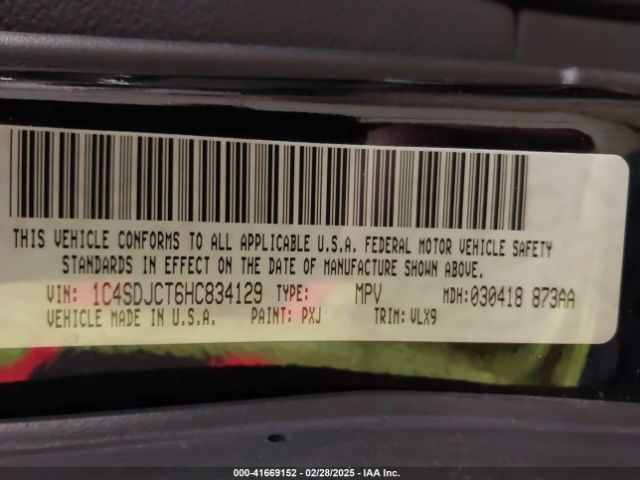 THIS VEHICLE CONFORMS TO ALL APPLICABLE U.S.A. FEDERAL MOTOR VEHICLE SAFETY
STANDARDS IN EFFECT ON THE DATE OF MANUFACTURE SHOWN ABOVE.
VIN: 1C4SDJCT6HC834129 TYPE: MPV MDH:030418 873AA
VEHICLE MADE IN U.S.A. PAINT: PXJ TRIM: VLX9
000-41669152 - 02/28/2025 - IAA Inc.